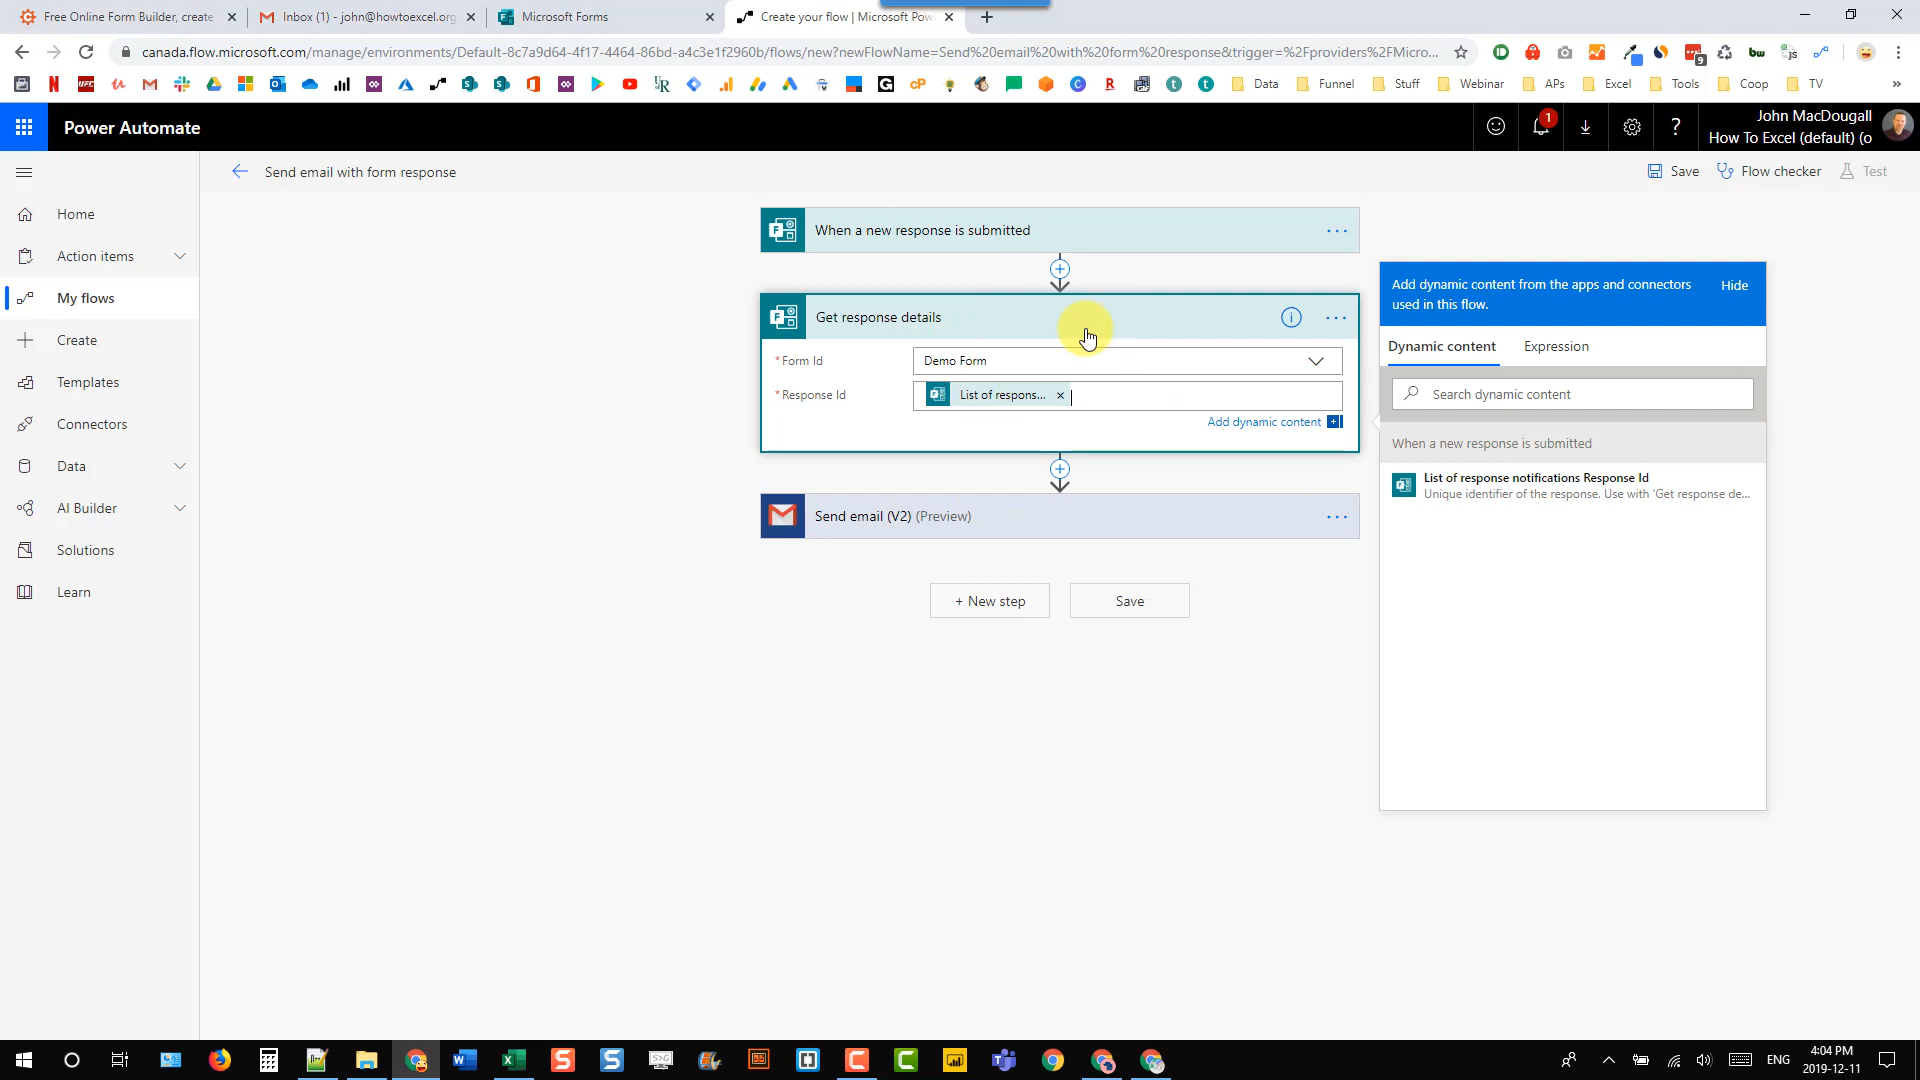 Free Online Form Builder, create
Inbox (1) - john@howtoexcel.org
Microsoft Forms
Create your flow | Microsoft Pow
canada.flow.microsoft.com/manage/environments/Default-8c7a9d64-4f17-4464-86bd-a4c3e1f2960b/flows/new?newFlowName=Send%20email%20with%20form%20response&trigger=%2Fproviders%2FMicro...
Data
Funnel
Stuff
Webinar
APs
Excel
Tools
Coop
TV
Power Automate
1
John MacDougall
How To Excel (default) (o
Send email with form response
Save
Flow checker
Test
Home
Action items
My flows
Create
Templates
Connectors
Data
AI Builder
Solutions
Learn
When a new response is submitted
Get response details
*Form Id
Demo Form
*Response Id
List of respons...
Add dynamic content
Send email (V2) (Preview)
+ New step
Save
Add dynamic content from the apps and connectors
used in this flow.
Hide
Dynamic content
Expression
Search dynamic content
When a new response is submitted
List of response notifications Response Id
Unique identifier of the response. Use with 'Get response de...
ENG
4:04 PM
2019-12-11